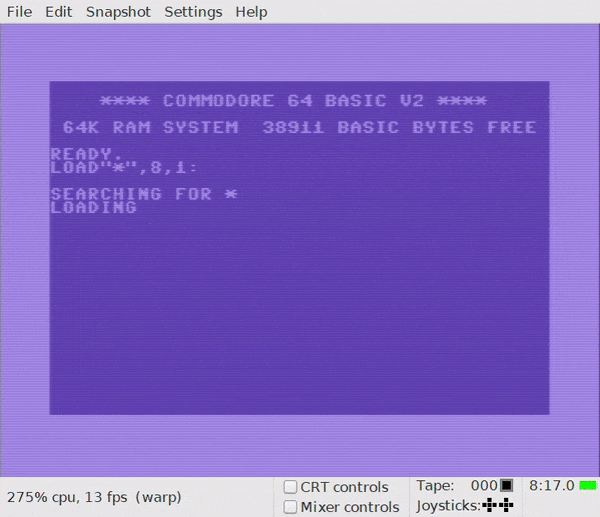 File Edit Snapshot Settings Help
**** COMMODORE 64 BASIC V2 ****
64K RAM SYSTEM 38911 BASIC BYTES FREE
READY.
LOAD"*",8,1:
SEARCHING FOR *
LOADING
275% cpu, 13 fps (warp)
CRT controls
Mixer controls
Tape: 000
Joysticks:
8:17.0